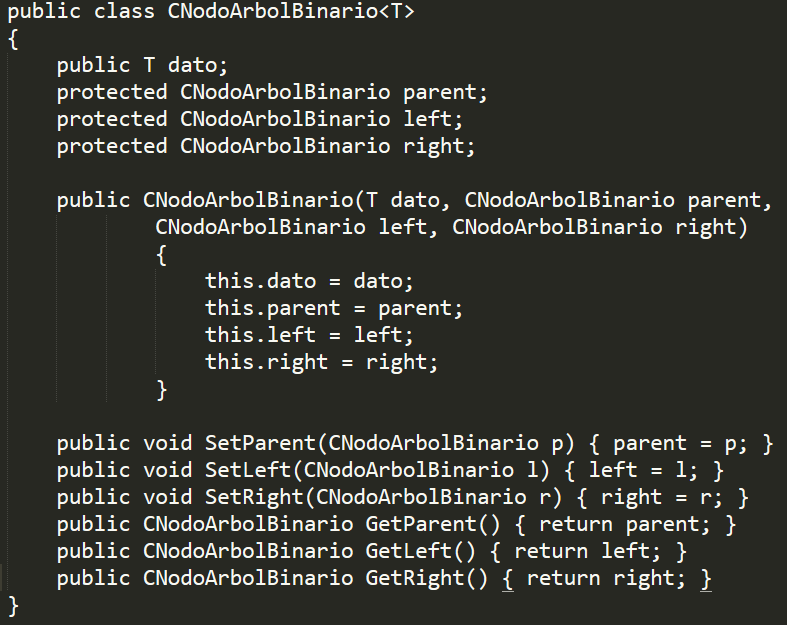 public class CNodoArbolBinario<T>
{
    public T dato;
    protected CNodoArbolBinario parent;
    protected CNodoArbolBinario left;
    protected CNodoArbolBinario right;

    public CNodoArbolBinario(T dato, CNodoArbolBinario parent,
            CNodoArbolBinario left, CNodoArbolBinario right)
            {
                this.dato = dato;
                this.parent = parent;
                this.left = left;
                this.right = right;
            }

    public void SetParent(CNodoArbolBinario p) { parent = p; }
    public void SetLeft(CNodoArbolBinario l) { left = l; }
    public void SetRight(CNodoArbolBinario r) { right = r; }
    public CNodoArbolBinario GetParent() { return parent; }
    public CNodoArbolBinario GetLeft() { return left; }
    public CNodoArbolBinario GetRight() { return right; }
}